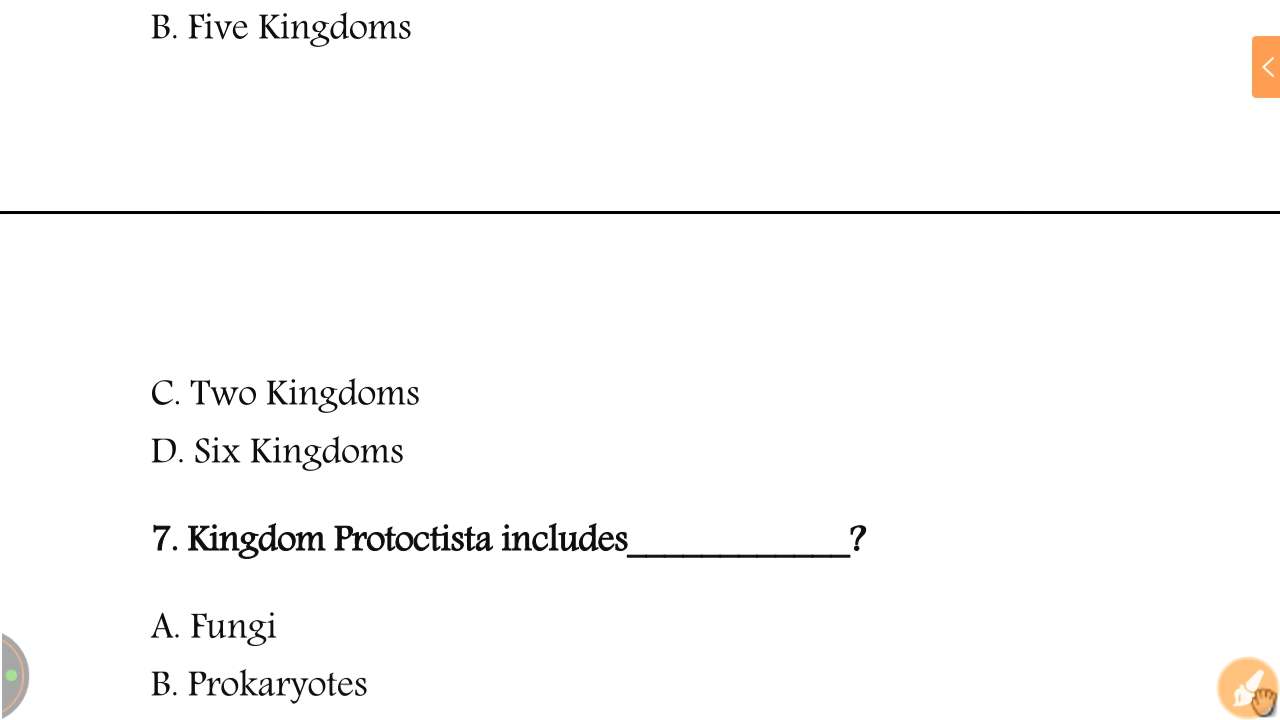 B. Five Kingdoms
C. Two Kingdoms
D. Six Kingdoms
7. Kingdom Protoctista includes____________?
A. Fungi
B. Prokaryotes